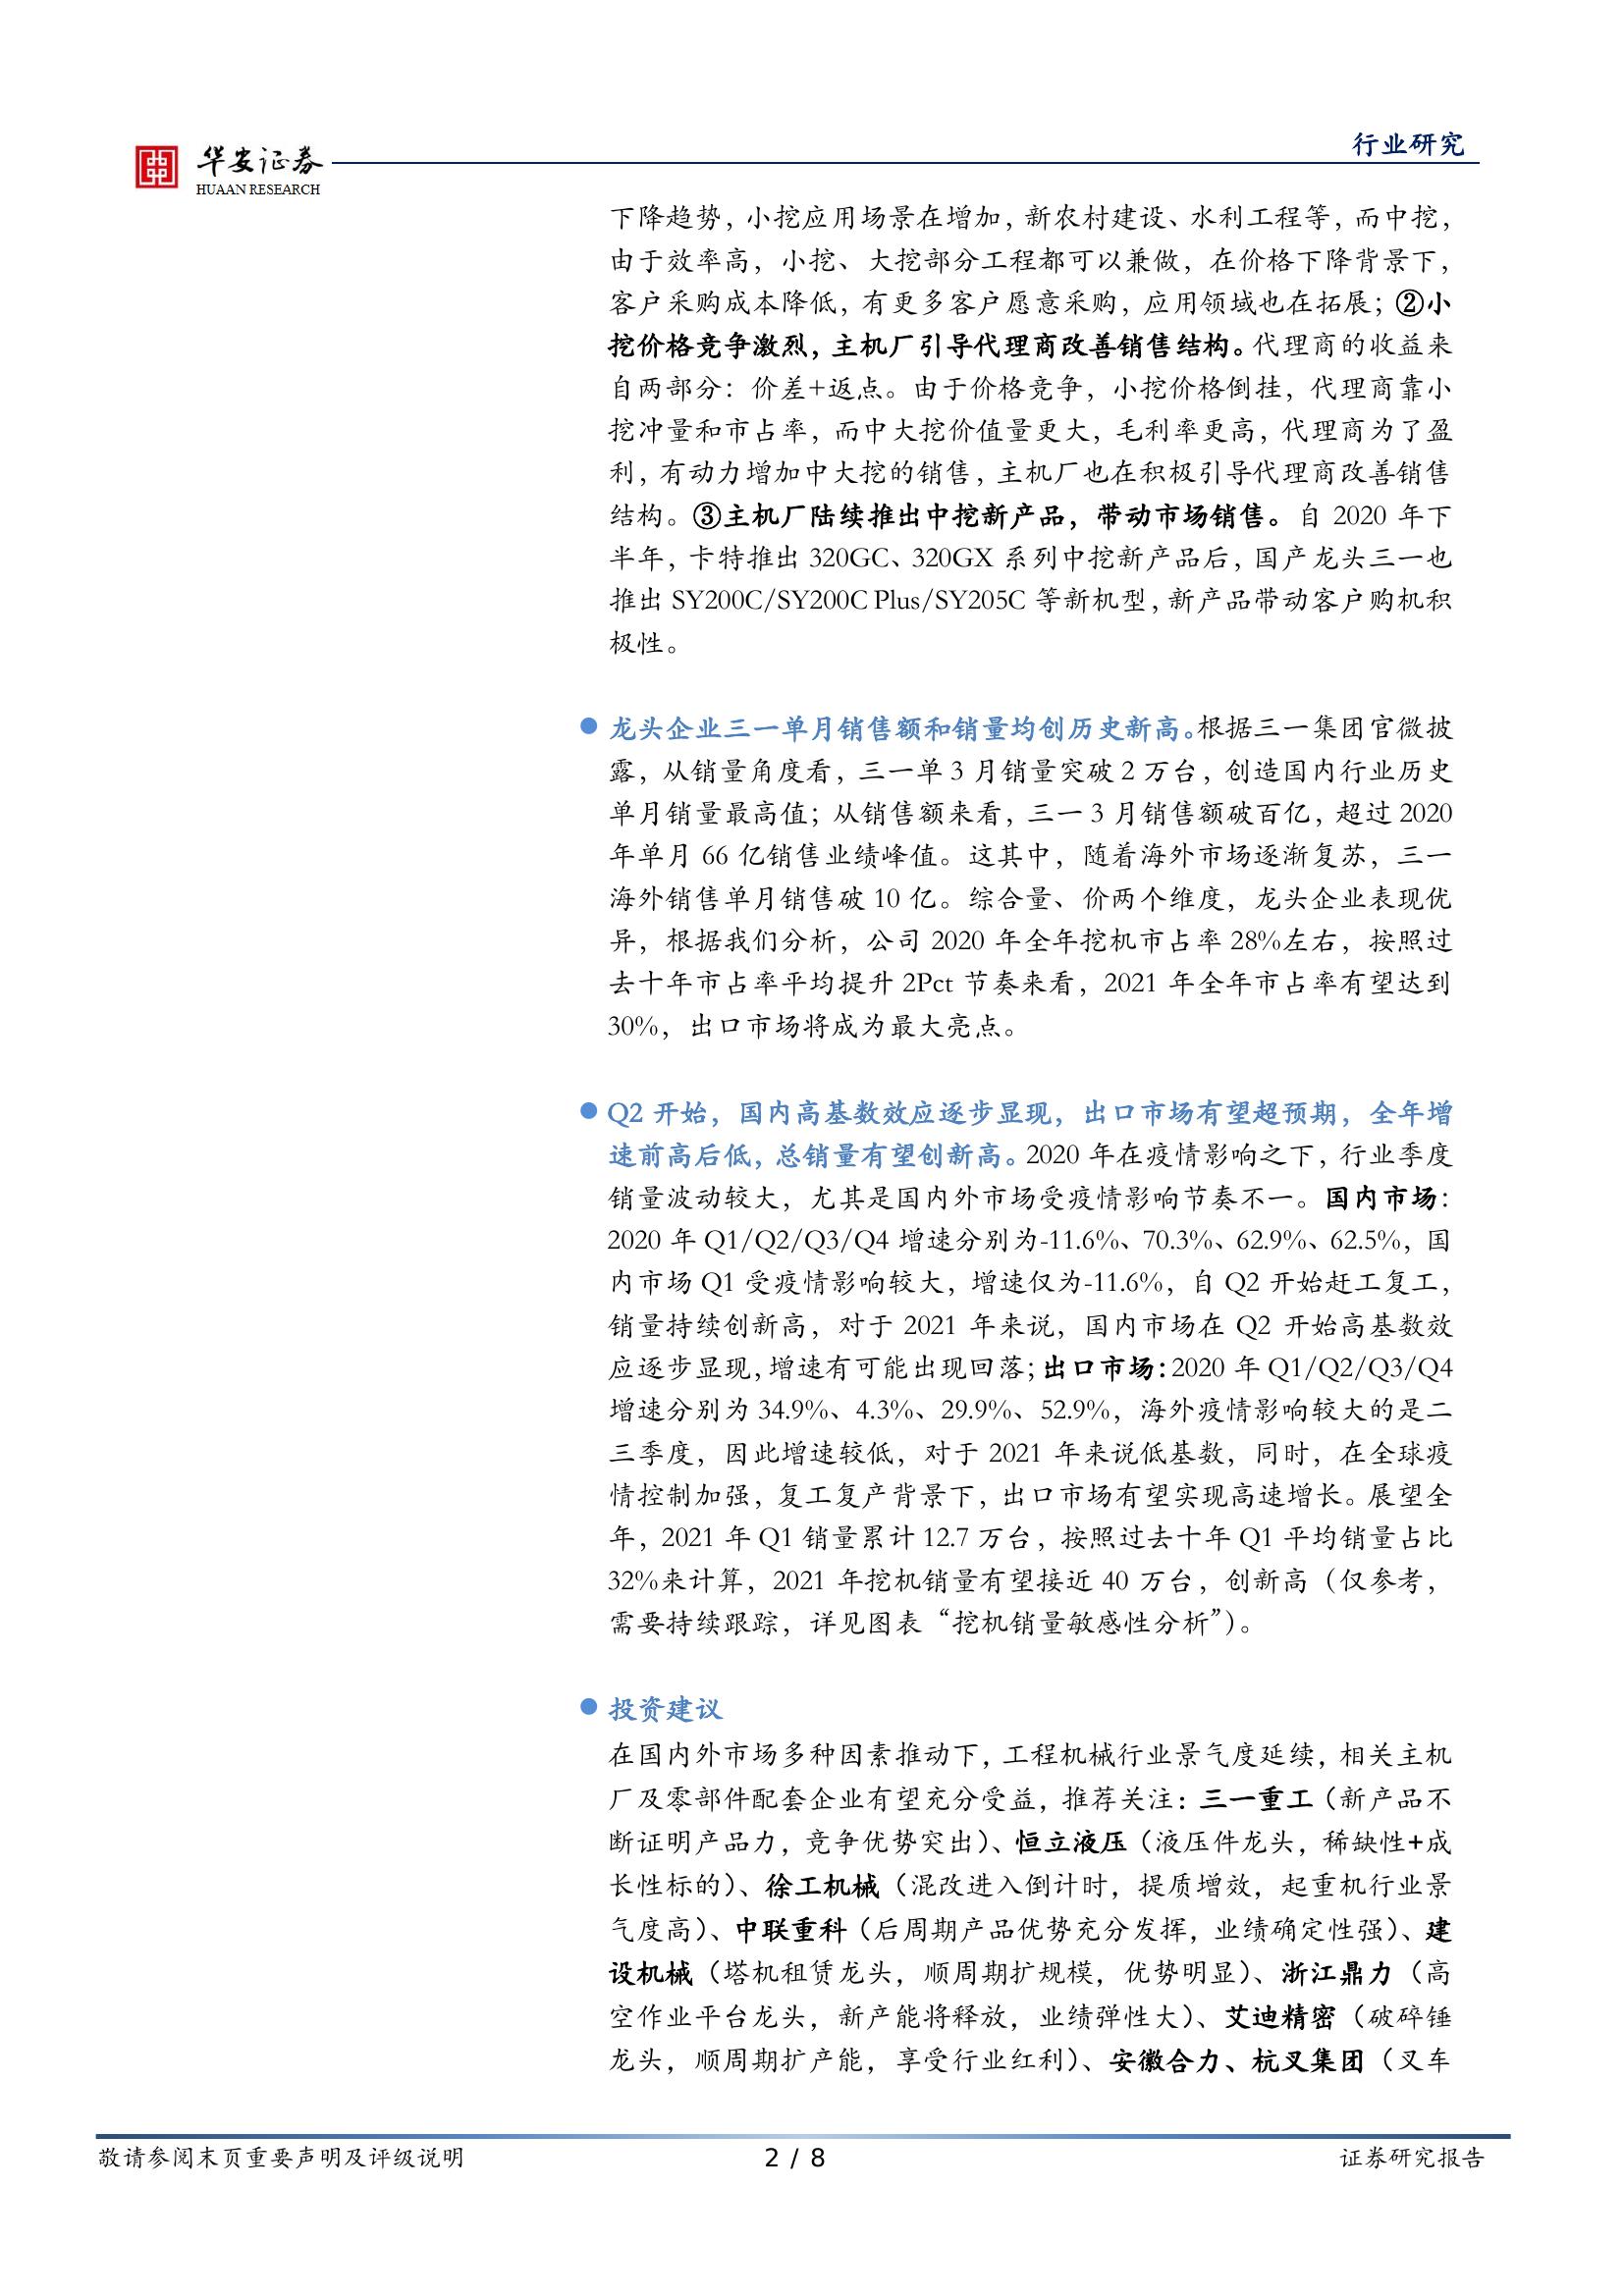 华安证券
HUAAN RESEARCH
行业研究
下降趋势，小挖应用场景在增加，新农村建设、水利工程等，而中挖，
由于效率高，小挖、大挖部分工程都可以兼做，在价格下降背景下，
客户采购成本降低，有更多客户愿意采购，应用领域也在拓展；②小
挖价格竞争激烈，主机厂引导代理商改善销售结构。代理商的收益来
自两部分：价差+返点。由于价格竞争，小挖价格倒挂，代理商靠小
挖冲量和市占率，而中大挖价值量更大，毛利率更高，代理商为了盈
利，有动力增加中大挖的销售，主机厂也在积极引导代理商改善销售
结构。③主机厂陆续推出中挖新产品，带动市场销售。自 2020 年下
半年，卡特推出 320GC、320GX 系列中挖新产品后，国产龙头三一也
推出 SY200C/SY200C Plus/SY205C 等新机型，新产品带动客户购机积
极性。
● 龙头企业三一单月销售额和销量均创历史新高。根据三一集团官微披
露，从销量角度看，三一单 3 月销量突破 2 万台，创造国内行业历史
单月销量最高值；从销售额来看，三一 3 月销售额破百亿，超过 2020
年单月 66 亿销售业绩峰值。这其中，随着海外市场逐渐复苏，三一
海外销售单月销售破 10 亿。综合量、价两个维度，龙头企业表现优
异，根据我们分析，公司 2020 年全年挖机市占率 28%左右，按照过
去十年市占率平均提升 2Pct 节奏来看，2021 年全年市占率有望达到
30%，出口市场将成为最大亮点。
● Q2 开始，国内高基数效应逐步显现，出口市场有望超预期，全年增
速前高后低，总销量有望创新高。2020 年在疫情影响之下，行业季度
销量波动较大，尤其是国内外市场受疫情影响节奏不一。国内市场：
2020 年 Q1/Q2/Q3/Q4 增速分别为-11.6%、70.3%、62.9%、62.5%，国
内市场 Q1 受疫情影响较大，增速仅为-11.6%，自 Q2 开始赶工复工，
销量持续创新高，对于 2021 年来说，国内市场在 Q2 开始高基数效
应逐步显现，增速有可能出现回落；出口市场：2020 年 Q1/Q2/Q3/Q4
增速分别为 34.9%、4.3%、29.9%、52.9%，海外疫情影响较大的是二
三季度，因此增速较低，对于 2021 年来说低基数，同时，在全球疫
情控制加强，复工复产背景下，出口市场有望实现高速增长。展望全
年，2021 年 Q1 销量累计 12.7 万台，按照过去十年 Q1 平均销量占比
32%来计算，2021 年挖机销量有望接近 40 万台，创新高（仅参考，
需要持续跟踪，详见图表“挖机销量敏感性分析”）。
● 投资建议
在国内外市场多种因素推动下，工程机械行业景气度延续，相关主机
厂及零部件配套企业有望充分受益，推荐关注：三一重工（新产品不
断证明产品力，竞争优势突出）、恒立液压（液压件龙头，稀缺性+成
长性标的）、徐工机械（混改进入倒计时，提质增效，起重机行业景
气度高）、中联重科（后周期产品优势充分发挥，业绩确定性强）、建
设机械（塔机租赁龙头，顺周期扩规模，优势明显）、浙江鼎力（高
空作业平台龙头，新产能将释放，业绩弹性大）、艾迪精密（破碎锤
龙头，顺周期扩产能，享受行业红利）、安徽合力、杭叉集团（叉车
敬请参阅末页重要声明及评级说明
2 / 8
证券研究报告